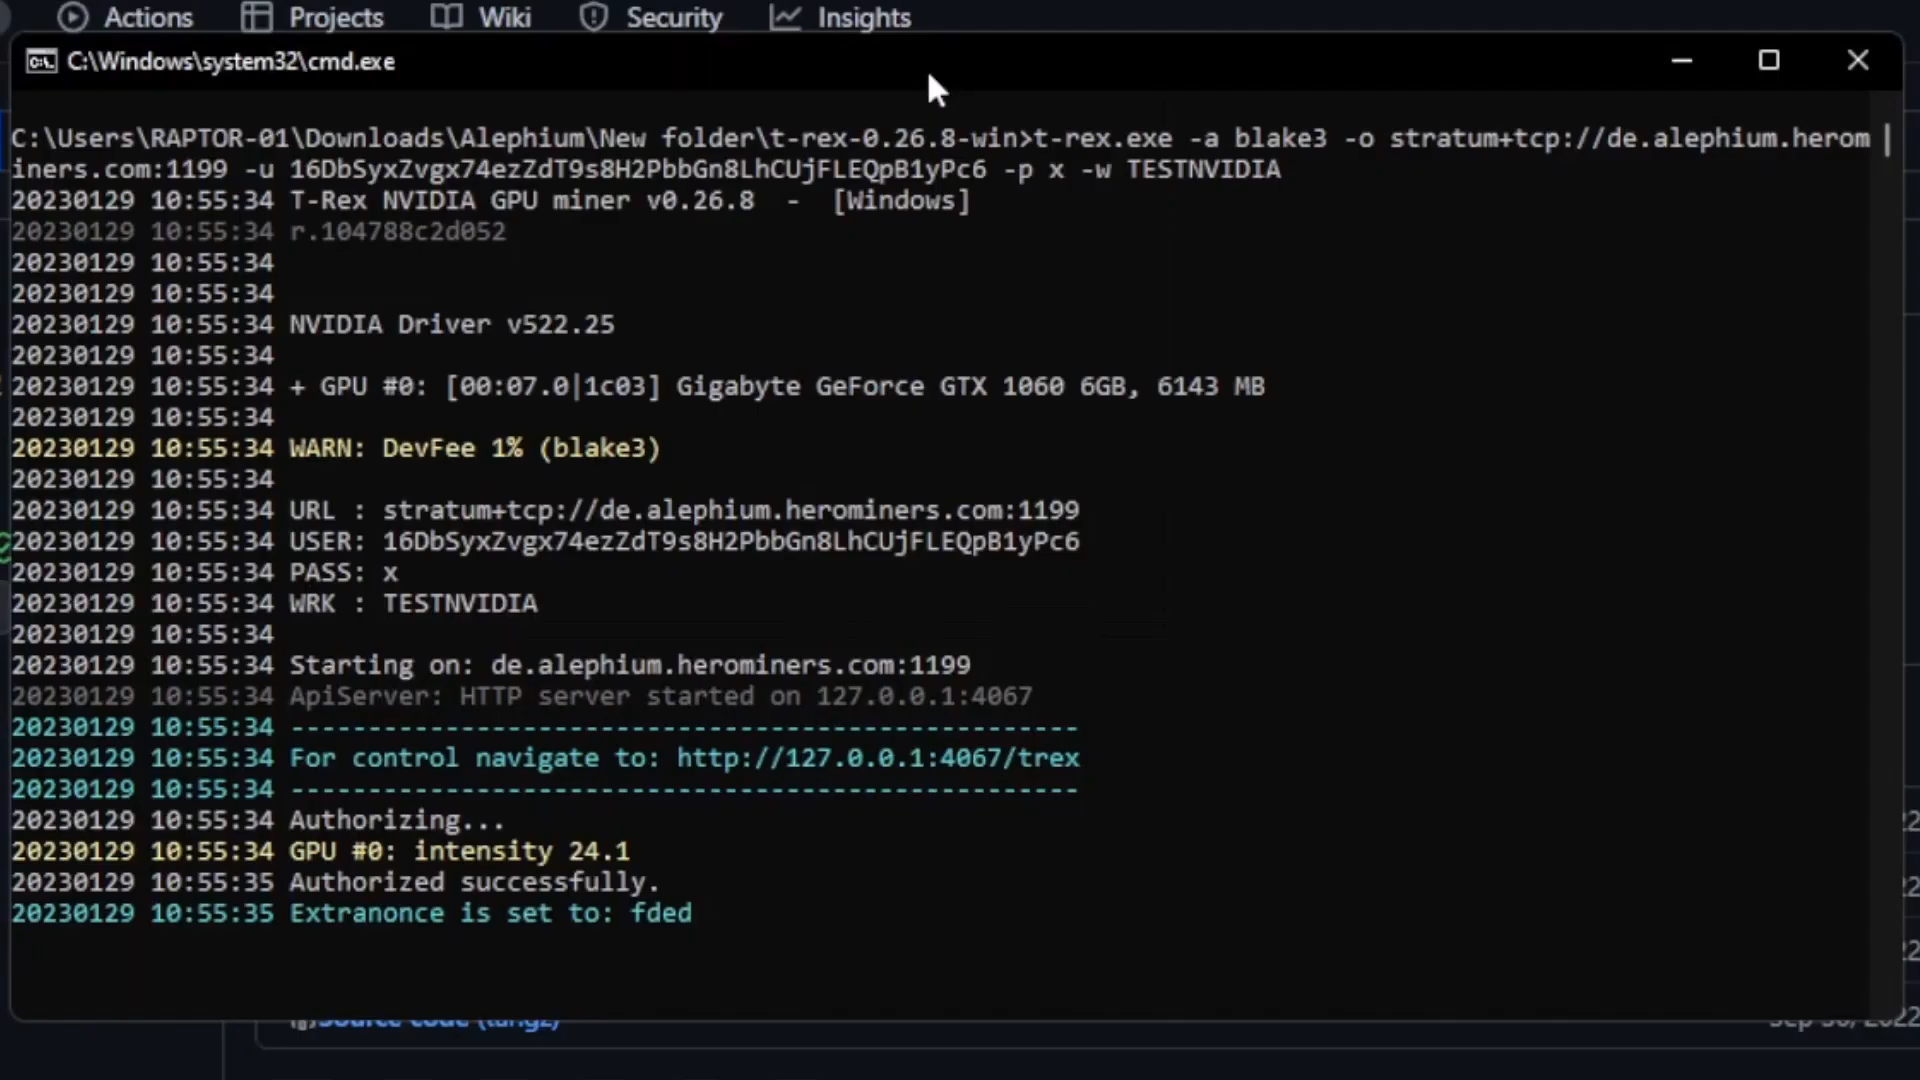 Actions Projects Wiki Security Insights
C:\Windows\system32\cmd.exe
C:\Users\RAPTOR-01\Downloads\Alephium\New folder\t-rex-0.26.8-win>t-rex.exe -a blake3 -o stratum+tcp://de.alephium.herom
iners.com:1199 -u 16DbSyxZvgx74ezZdT9s8H2PbbGn8LhCUjFLEQpB1yPc6 -p x -w TESTNVIDIA
20230129 10:55:34 T-Rex NVIDIA GPU miner v0.26.8  -  [Windows]
20230129 10:55:34 r.104788c2d052
20230129 10:55:34
20230129 10:55:34
20230129 10:55:34 NVIDIA Driver v522.25
20230129 10:55:34
20230129 10:55:34 + GPU #0: [00:07.0|1c03] Gigabyte GeForce GTX 1060 6GB, 6143 MB
20230129 10:55:34
20230129 10:55:34 WARN: DevFee 1% (blake3)
20230129 10:55:34
20230129 10:55:34 URL : stratum+tcp://de.alephium.herominers.com:1199
20230129 10:55:34 USER: 16DbSyxZvgx74ezZdT9s8H2PbbGn8LhCUjFLEQpB1yPc6
20230129 10:55:34 PASS: x
20230129 10:55:34 WRK : TESTNVIDIA
20230129 10:55:34
20230129 10:55:34 Starting on: de.alephium.herominers.com:1199
20230129 10:55:34 ApiServer: HTTP server started on 127.0.0.1:4067
20230129 10:55:34 ---------------------------------------------------
20230129 10:55:34 For control navigate to: http://127.0.0.1:4067/trex
20230129 10:55:34 ---------------------------------------------------
20230129 10:55:34 Authorizing...
20230129 10:55:34 GPU #0: intensity 24.1
20230129 10:55:35 Authorized successfully.
20230129 10:55:35 Extranonce is set to: fded
Source code (tar.gz) Sep 30, 2022